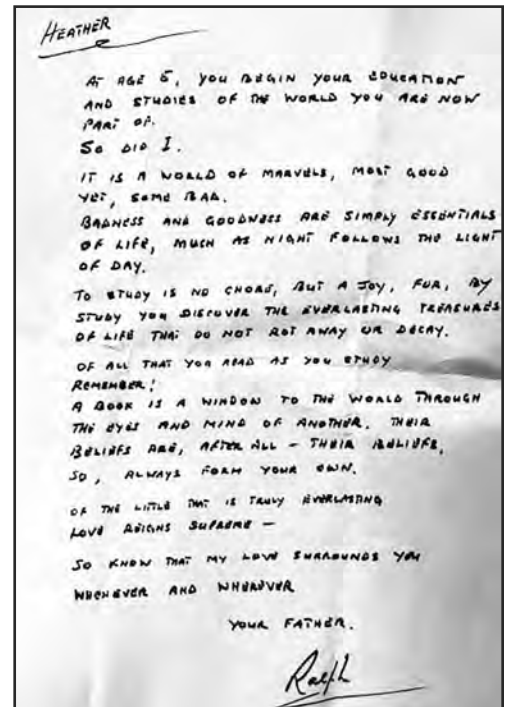 HEATHER
AT AGE 5, YOU BEGIN YOUR EDUCATION
AND STUDIES OF THE WORLD YOU ARE NOW
PART OF.
SO DID I.
IT IS A WORLD OF MARVELS, MOST GOOD
YET, SOME BAD.
BADNESS AND GOODNESS ARE SIMPLY ESSENTIALS
OF LIFE, MUCH AS NIGHT FOLLOWS THE LIGHT
OF DAY.
TO STUDY IS NO CHORE, BUT A JOY, FOR, BY
STUDY YOU DISCOVER THE EVERLASTING TREASURES
OF LIFE THAT DO NOT ROT AWAY OR DECAY.
OF ALL THAT YOU READ AS YOU STUDY
REMEMBER!
A BOOK IS A WINDOW TO THE WORLD THROUGH
THE EYES AND MIND OF ANOTHER. THEIR
BELIEFS ARE, AFTER ALL – THEIR BELIEFS,
SO, ALWAYS FORM YOUR OWN.
OF THE LITTLE THAT IS TRULY EVERLASTING
LOVE REIGNS SUPREME –
SO KNOW THAT MY LOVE SURROUNDS YOU
WHENEVER AND WHEREVER
YOUR FATHER.
Ralph